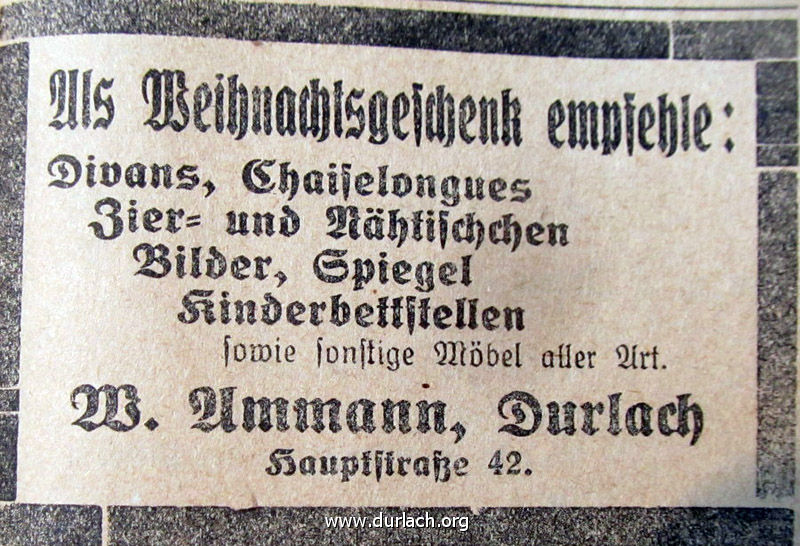 Als Weihnachtsgeschenk empfehle:
Divans, Chaiselongues
Zier= und Nähtischchen
Bilder, Spiegel
Kinderbettstellen
sowie sonstige Möbel aller Art.
W. Ammann, Durlach
Hauptstraße 42.
www.durlach.org